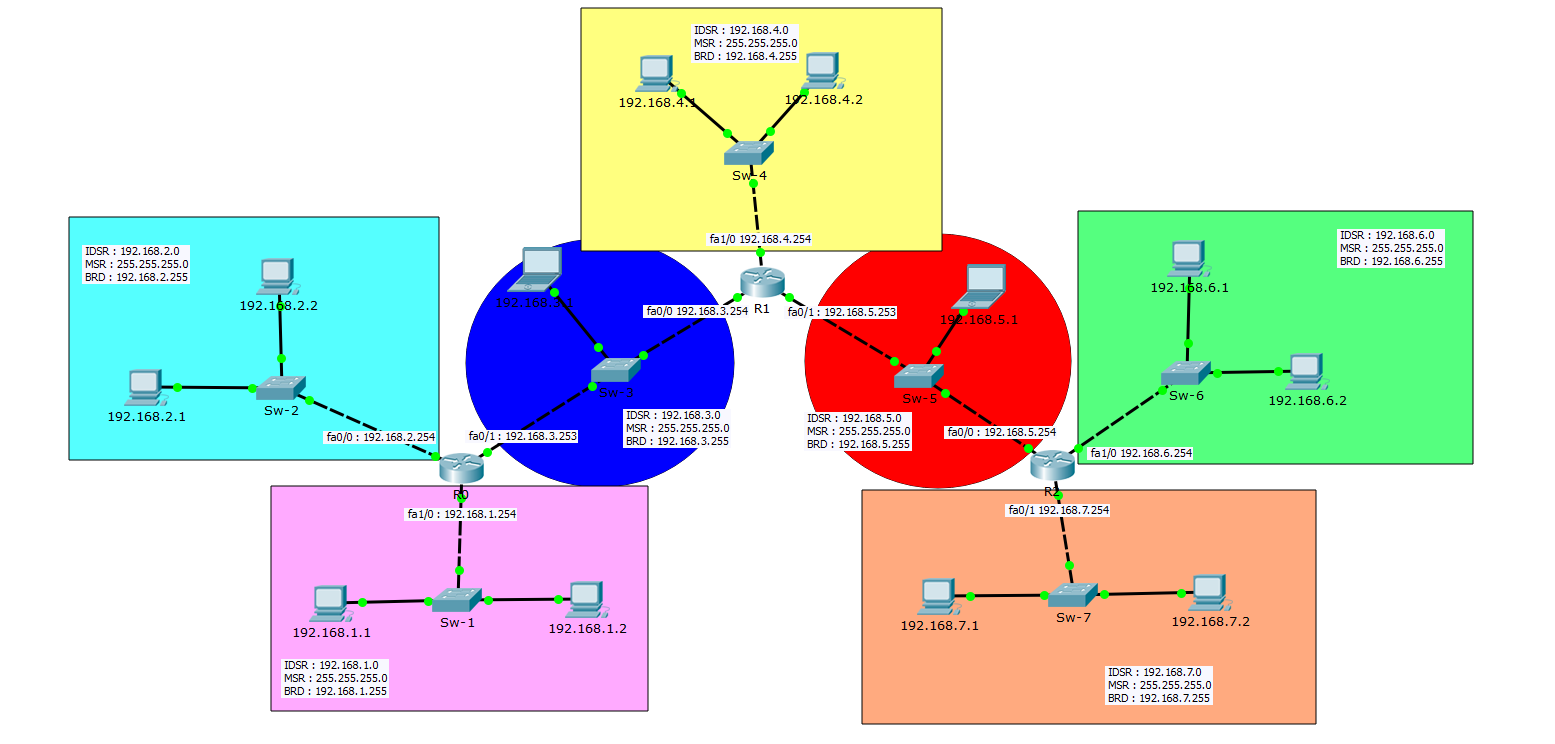 IDSR : 192.168.4.0
MSR : 255.255.255.0
BRD : 192.168.4.255
192.168.4.1
192.168.4.2
Sw-4
fa1/0 192.168.4.254
IDSR : 192.168.2.0
MSR : 255.255.255.0
BRD : 192.168.2.255
192.168.2.2
192.168.2.1
Sw-2
fa0/0 : 192.168.2.254
192.168.3.1
fa0/0 192.168.3.254
R1
fa0/1 : 192.168.5.253
Sw-3
fa0/1 : 192.168.3.253
IDSR : 192.168.3.0
MSR : 255.255.255.0
BRD : 192.168.3.255
192.168.5.1
Sw-5
IDSR : 192.168.5.0
MSR : 255.255.255.0
BRD : 192.168.5.255
fa0/0 : 192.168.5.254
IDSR : 192.168.6.0
MSR : 255.255.255.0
BRD : 192.168.6.255
192.168.6.1
Sw-6
192.168.6.2
fa1/0 192.168.6.254
R0
fa1/0 : 192.168.1.254
192.168.1.1
Sw-1
192.168.1.2
IDSR : 192.168.1.0
MSR : 255.255.255.0
BRD : 192.168.1.255
R2
fa0/1 192.168.7.254
192.168.7.1
Sw-7
192.168.7.2
IDSR : 192.168.7.0
MSR : 255.255.255.0
BRD : 192.168.7.255